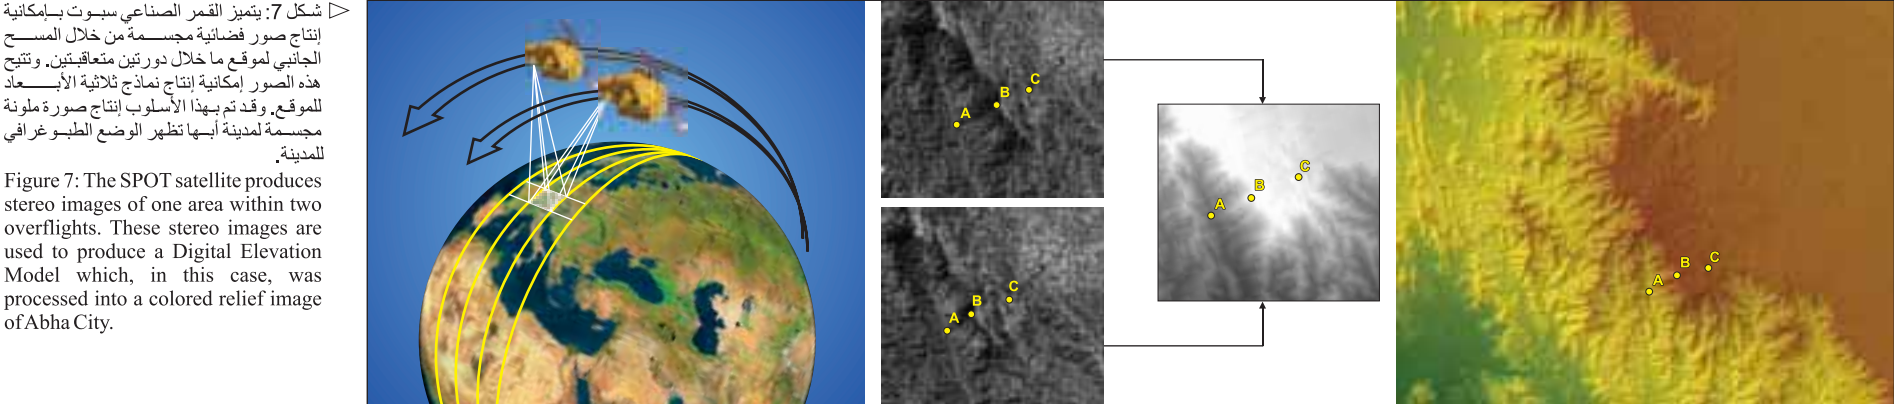 شكل 7: يتميز القمر الصناعي سبوت بإمكانية
إنتاج صور فضائية مجسمة من خلال المسح
الجانبي لموقع ما خلال دورتين متعاقبتين. وتتيح
هذه الصور إمكانية إنتاج نماذج ثلاثية الأبعاد
للموقع. وقد تم بهذا الأسلوب إنتاج صورة ملونة
مجسمة لمدينة أبها تظهر الوضع الطبوغرافي
للمدينة.
Figure 7: The SPOT satellite produces
stereo images of one area within two
overflights. These stereo images are
used to produce a Digital Elevation
Model which, in this case, was
processed into a colored relief image
of Abha City.
A B C
A B C
A B C
A B C